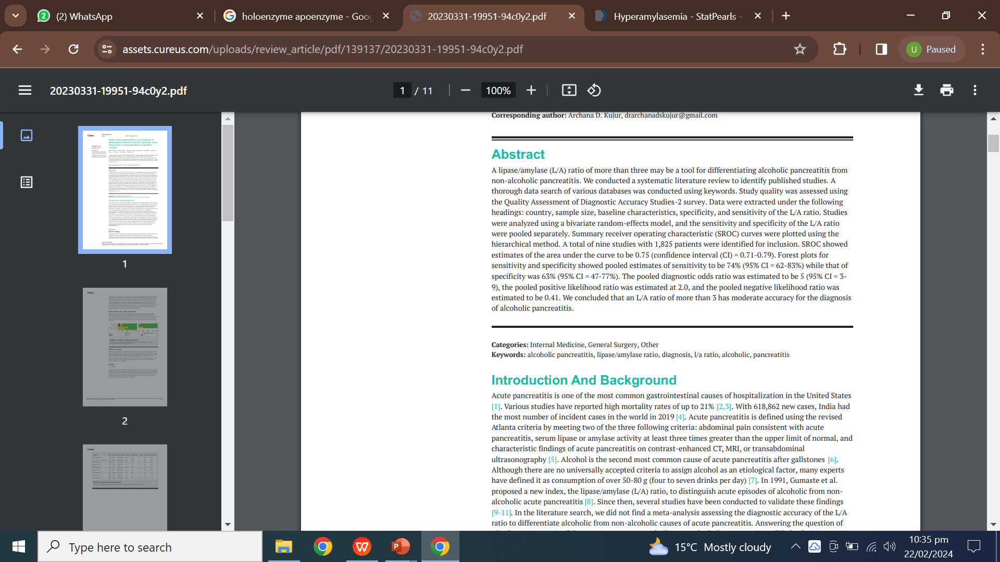 (2) WhatsApp
holoenzyme apoenzyme - Goo
20230331-19951-94c0y2.pdf
Hyperamylasemia - StatPearls -
assets.cureus.com/uploads/review_article/pdf/139137/20230331-19951-94c0y2.pdf
U Paused
20230331-19951-94c0y2.pdf
1 / 11
100%
1
2
Corresponding author: Archana D. Kujur, drarchanadskujur@gmail.com
Abstract
A lipase/amylase (L/A) ratio of more than three may be a tool for differentiating alcoholic pancreatitis from
non-alcoholic pancreatitis. We conducted a systematic literature review to identify published studies. A
thorough data search of various databases was conducted using keywords. Study quality was assessed using
the Quality Assessment of Diagnostic Accuracy Studies-2 survey. Data were extracted under the following
headings: country, sample size, baseline characteristics, specificity, and sensitivity of the L/A ratio. Studies
were analyzed using a bivariate random-effects model, and the sensitivity and specificity of the L/A ratio
were pooled separately. Summary receiver operating characteristic (SROC) curves were plotted using the
hierarchical method. A total of nine studies with 1,825 patients were identified for inclusion. SROC showed
estimates of the area under the curve to be 0.75 (confidence interval (CI) = 0.71-0.79). Forest plots for
sensitivity and specificity showed pooled estimates of sensitivity to be 74% (95% CI = 62-83%) while that of
specificity was 63% (95% CI = 47-77%). The pooled diagnostic odds ratio was estimated to be 5 (95% CI = 3-
9), the pooled positive likelihood ratio was estimated at 2.0, and the pooled negative likelihood ratio was
estimated to be 0.41. We concluded that an L/A ratio of more than 3 has moderate accuracy for the diagnosis
of alcoholic pancreatitis.
Categories: Internal Medicine, General Surgery, Other
Keywords: alcoholic pancreatitis, lipase/amylase ratio, diagnosis, l/a ratio, alcoholic, pancreatitis
Introduction And Background
Acute pancreatitis is one of the most common gastrointestinal causes of hospitalization in the United States
[1]. Various studies have reported high mortality rates of up to 21% [2,3]. With 618,862 new cases, India had
the most number of incident cases in the world in 2019 [4]. Acute pancreatitis is defined using the revised
Atlanta criteria by meeting two of the three following criteria: abdominal pain consistent with acute
pancreatitis, serum lipase or amylase activity at least three times greater than the upper limit of normal, and
characteristic findings of acute pancreatitis on contrast-enhanced CT, MRI, or transabdominal
ultrasonography [5]. Alcohol is the second most common cause of acute pancreatitis after gallstones [6].
Although there are no universally accepted criteria to assign alcohol as an etiological factor, many experts
have defined it as consumption of over 50-80 g (four to seven drinks per day) [7]. In 1991, Gumaste et al.
proposed a new index, the lipase/amylase (L/A) ratio, to distinguish acute episodes of alcoholic from non-
alcoholic acute pancreatitis [8]. Since then, several studies have been conducted to validate these findings
[9-11]. In the literature search, we did not find a meta-analysis assessing the diagnostic accuracy of the L/A
ratio to differentiate alcoholic from non-alcoholic causes of acute pancreatitis. Answering the question of
Type here to search
15°C Mostly cloudy
10:35 pm
22/02/2024